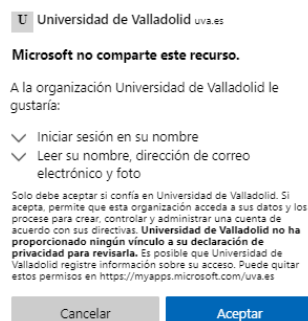 U Universidad de Valladolid uva.es
Microsoft no comparte este recurso.
A la organización Universidad de Valladolid le
gustaría:
Iniciar sesión en su nombre
Leer su nombre, dirección de correo
electrónico y foto
Solo debe aceptar si confía en Universidad de Valladolid. Si
acepta, permite que esta organización acceda a sus datos y los
procese para crear, controlar y administrar una cuenta de
acuerdo con sus directivas. Universidad de Valladolid no ha
proporcionado ningún vínculo a su declaración de
privacidad para revisarla. Es posible que Universidad de
Valladolid registre información sobre su acceso. Puede quitar
estos permisos en https://myapps.microsoft.com/uva.es
Cancelar Aceptar